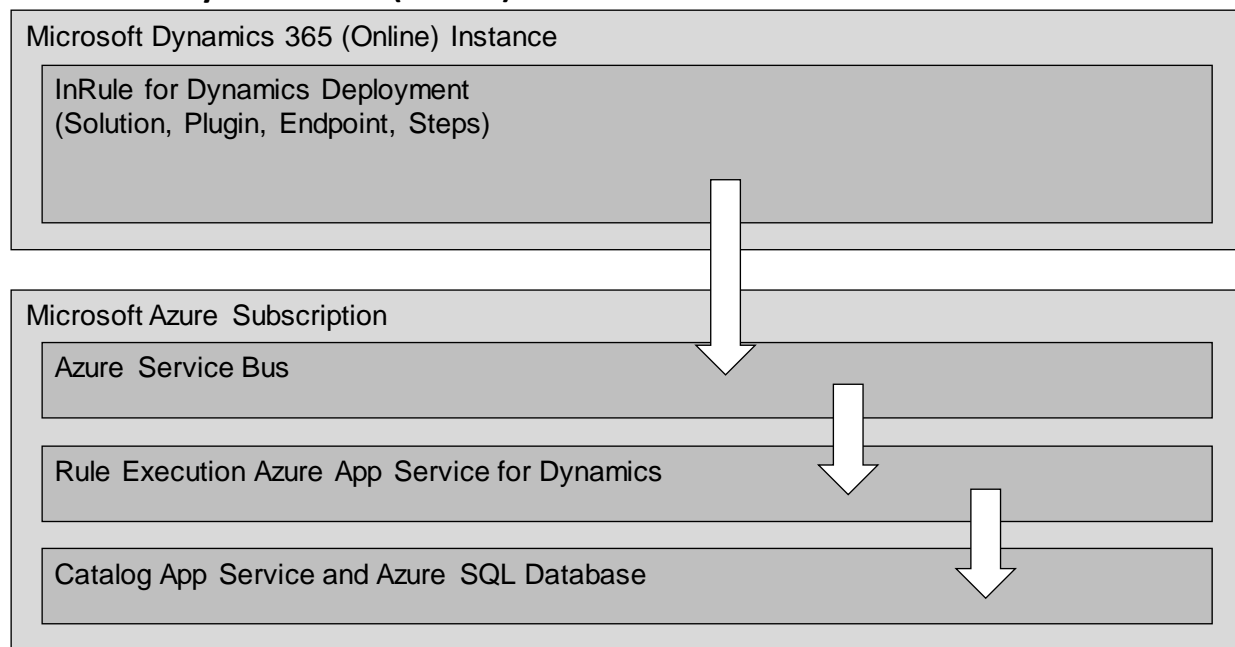 Microsoft Dynamics 365 (Online) Instance
InRule for Dynamics Deployment
(Solution, Plugin, Endpoint, Steps)
Microsoft Azure Subscription
Azure Service Bus
Rule Execution Azure App Service for Dynamics
Catalog App Service and Azure SQL Database